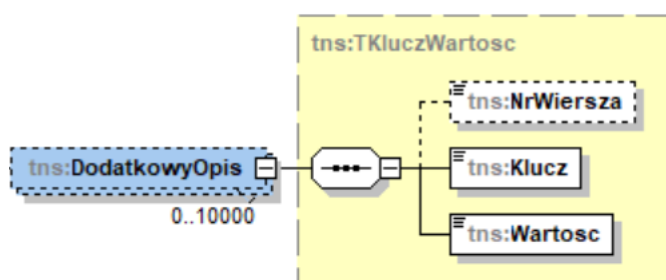 tns:TKluczWartosc
tns:NrWiersza
tns:DodatkowyOpis
tns:Klucz
0..10000
tns:Wartosc